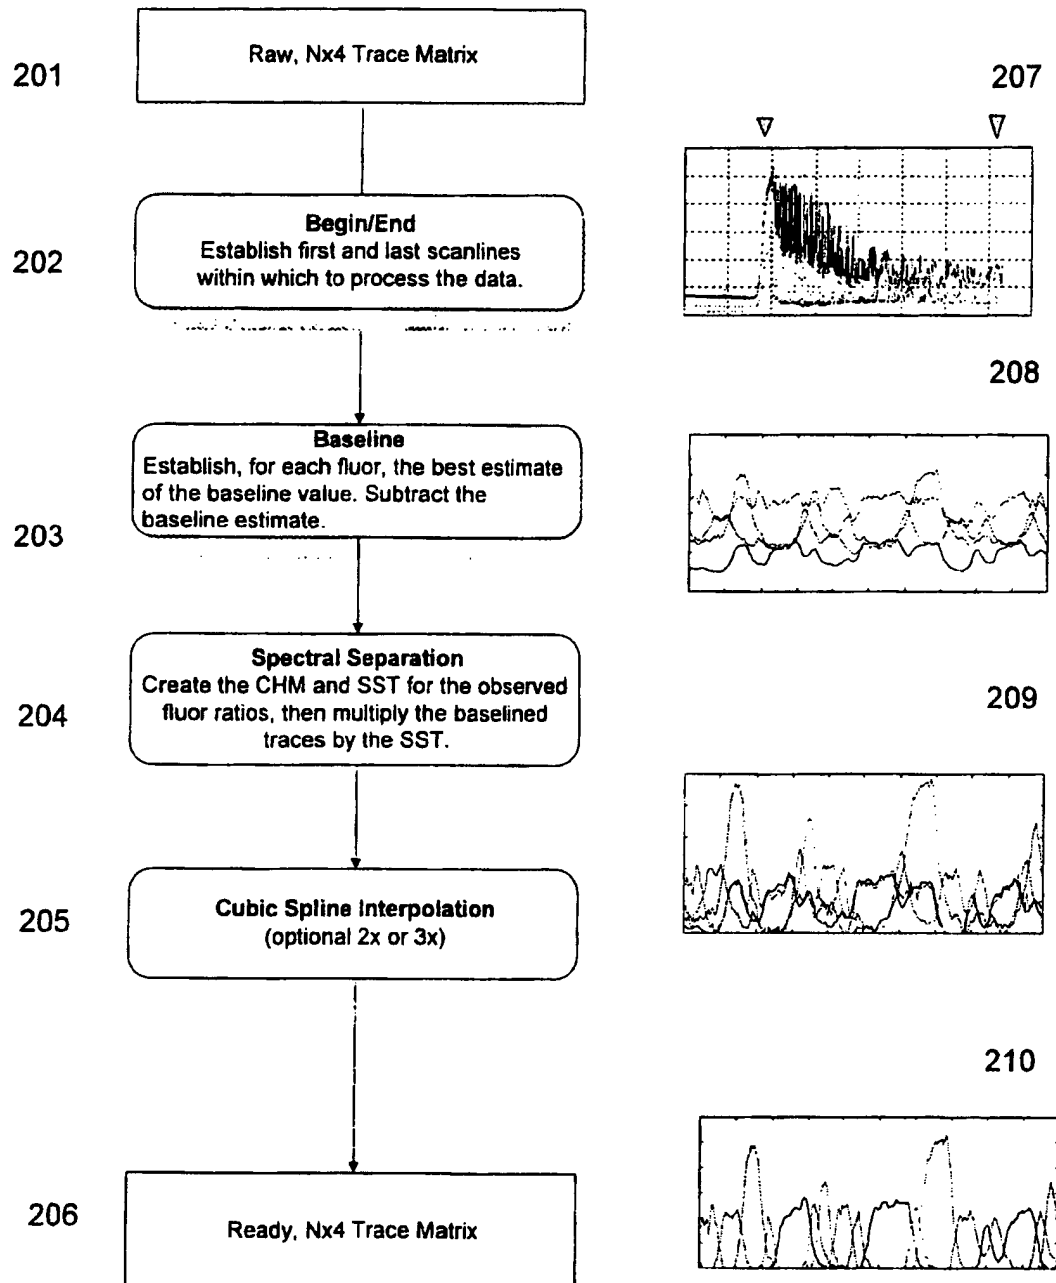 201
Raw, Nx4 Trace Matrix
207
202
Begin/End
Establish first and last scanlines
within which to process the data.
208
203
Baseline
Establish, for each fluor, the best estimate
of the baseline value. Subtract the
baseline estimate.
204
Spectral Separation
Create the CHM and SST for the observed
fluor ratios, then multiply the baselined
traces by the SST.
209
205
Cubic Spline Interpolation
(optional 2x or 3x)
210
206
Ready, Nx4 Trace Matrix